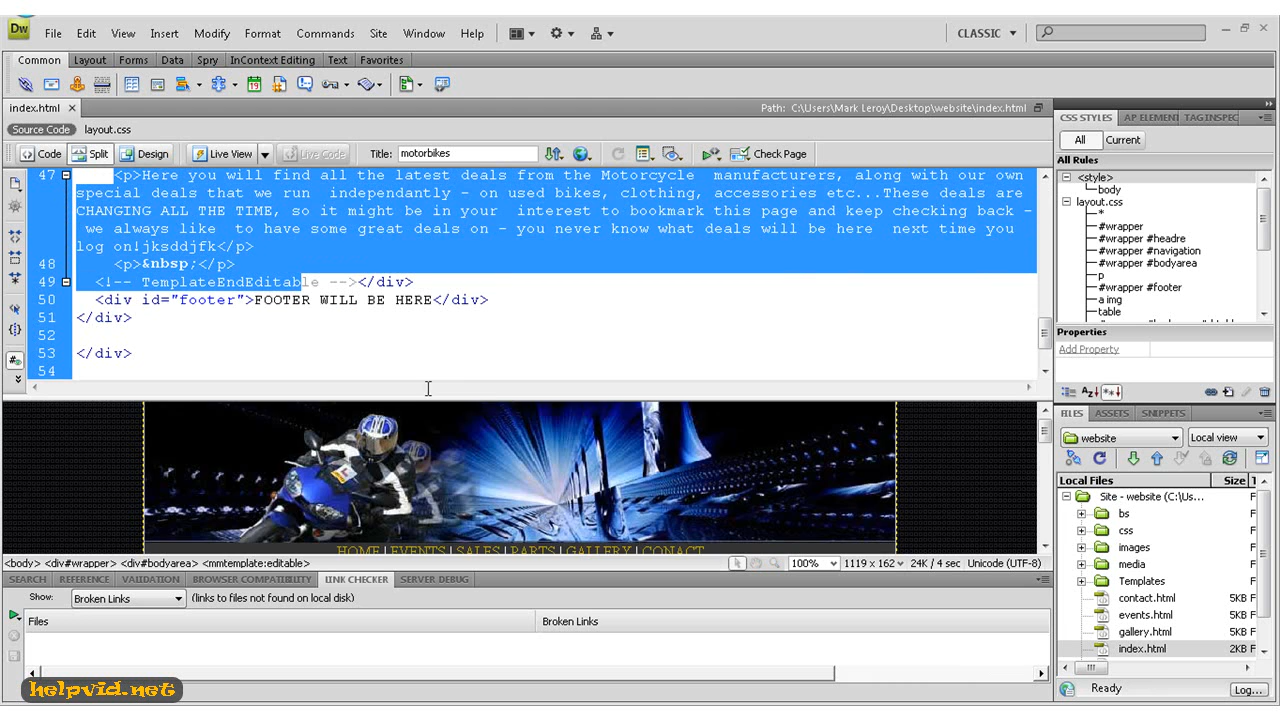 Dw File Edit View Insert Modify Format Commands Site Window Help CLASSIC
Common Layout Forms Data Spry InContext Editing Text Favorites
index.html Path: C:\Users\Mark Leroy\Desktop\website\index.html
Source Code layout.css
Code Split Design Live View Live Code Title: motorbikes Check Page
47 <p>Here you will find all the latest deals from the Motorcycle manufacturers, along with our own
special deals that we run independantly - on used bikes, clothing, accessories etc...These deals are
CHANGING ALL THE TIME, so it might be in your interest to bookmark this page and keep checking back -
we always like to have some great deals on - you never know what deals will be here next time you
log on!jksddjfk</p>
48 <p>&nbsp;</p>
49 <!-- TemplateEndEditable --></div>
50 <div id="footer">FOOTER WILL BE HERE</div>
51 </div>
52
53 </div>
54
HOME | EVENTS | SALES | PARTS | GALLERY | CONACT
<body> <div#wrapper> <div#bodyarea> <mmtemplate:editable> 100% 1119 x 162 24K / 4 sec Unicode (UTF-8)
SEARCH REFERENCE VALIDATION BROWSER COMPATIBILITY LINK CHECKER SERVER DEBUG
Show: Broken Links (links to files not found on local disk)
Files Broken Links
helpvid.net
CSS STYLES AP ELEMEN TAG INSPEC
All Current
All Rules
<style>
body
layout.css
*
#wrapper
#wrapper #headre
#wrapper #navigation
#wrapper #bodyarea
p
#wrapper #footer
a img
table
Properties
Add Property
FILES ASSETS SNIPPETS
website Local view
Local Files Size T
Site - website (C:\Us... F
bs F
css F
images F
media F
Templates F
contact.html 5KB F
events.html 5KB F
gallery.html 5KB F
index.html 2KB F
Ready Log...